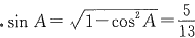 . sin A = √(1−cos²A) = 5/13